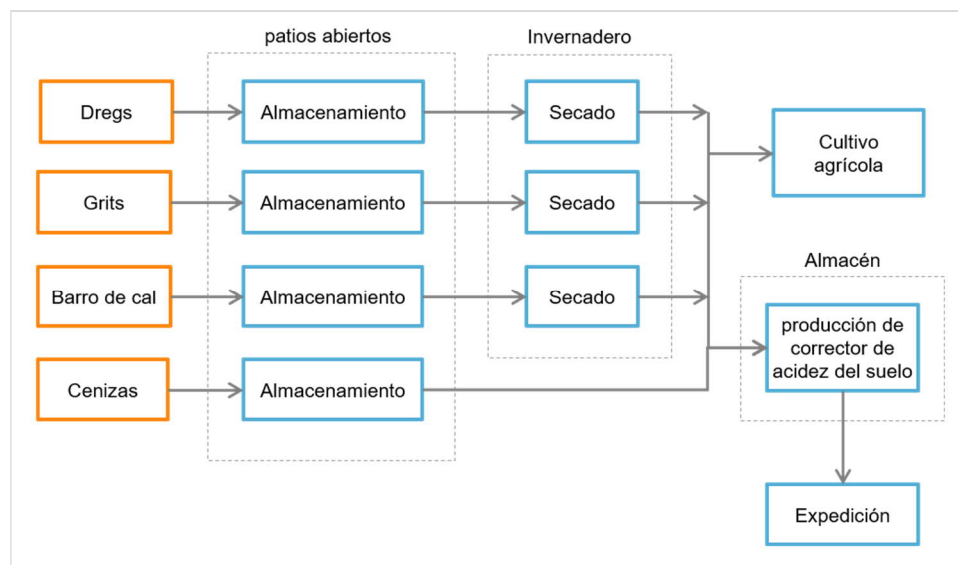 patios abiertos
Invernadero
Dregs
Almacenamiento
Secado
Cultivo
agrícola
Grits
Almacenamiento
Secado
Almacén
Barro de cal
Almacenamiento
Secado
producción de
corrector de
acidez del suelo
Cenizas
Almacenamiento
Expedición